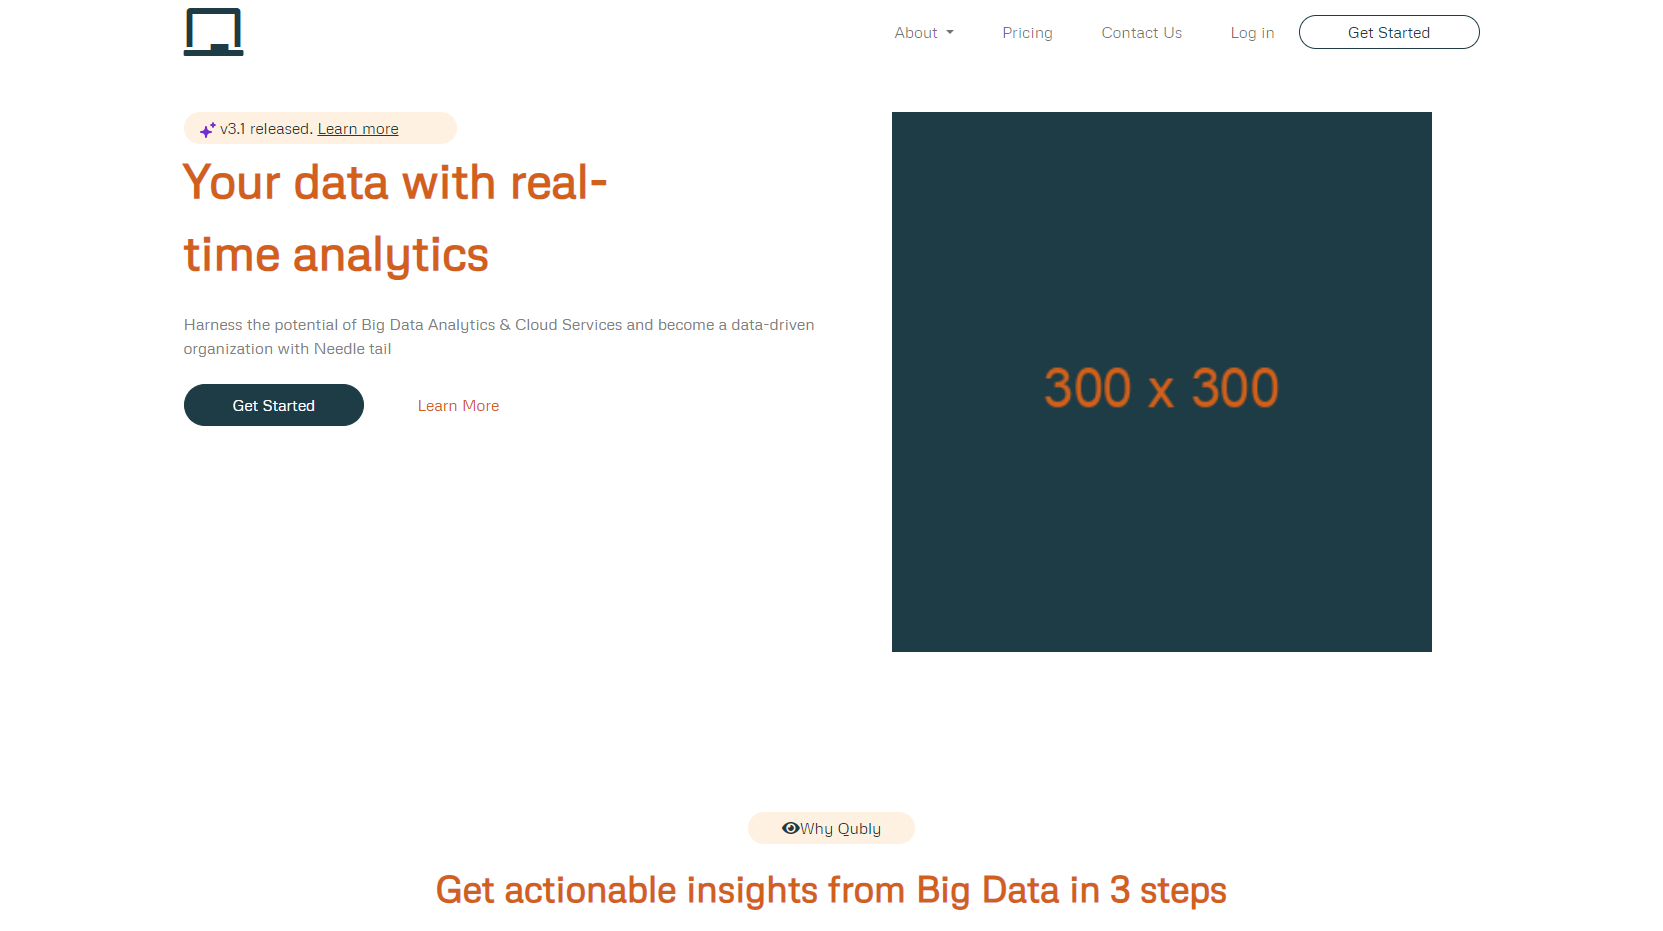 About
Pricing
Contact Us
Log in
Get Started
v3.1 released. Learn more
Your data with real-
time analytics
Harness the potential of Big Data Analytics & Cloud Services and become a data-driven
organization with Needle tail
Get Started
Learn More
300 x 300
Why Qubly
Get actionable insights from Big Data in 3 steps